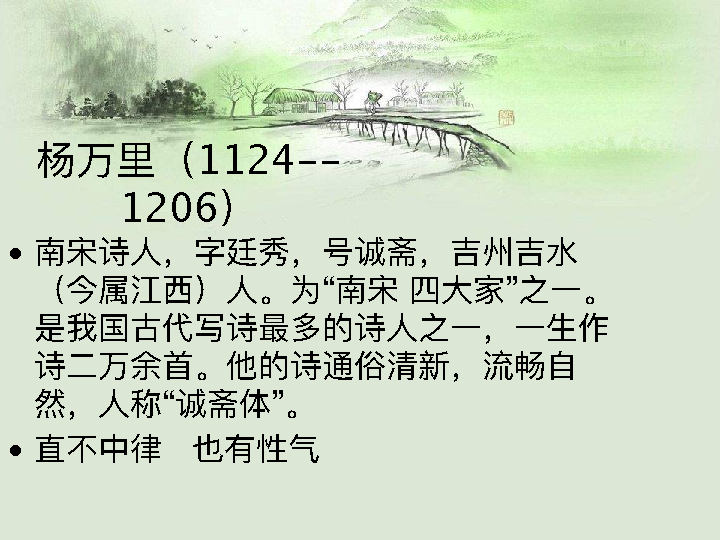 杨万里（1124--
1206）
• 南宋诗人，字廷秀，号诚斋，吉州吉水
（今属江西）人。为“南宋 四大家”之一。
是我国古代写诗最多的诗人之一，一生作
诗二万余首。他的诗通俗清新，流畅自
然，人称“诚斋体”。
• 直不中律　也有性气